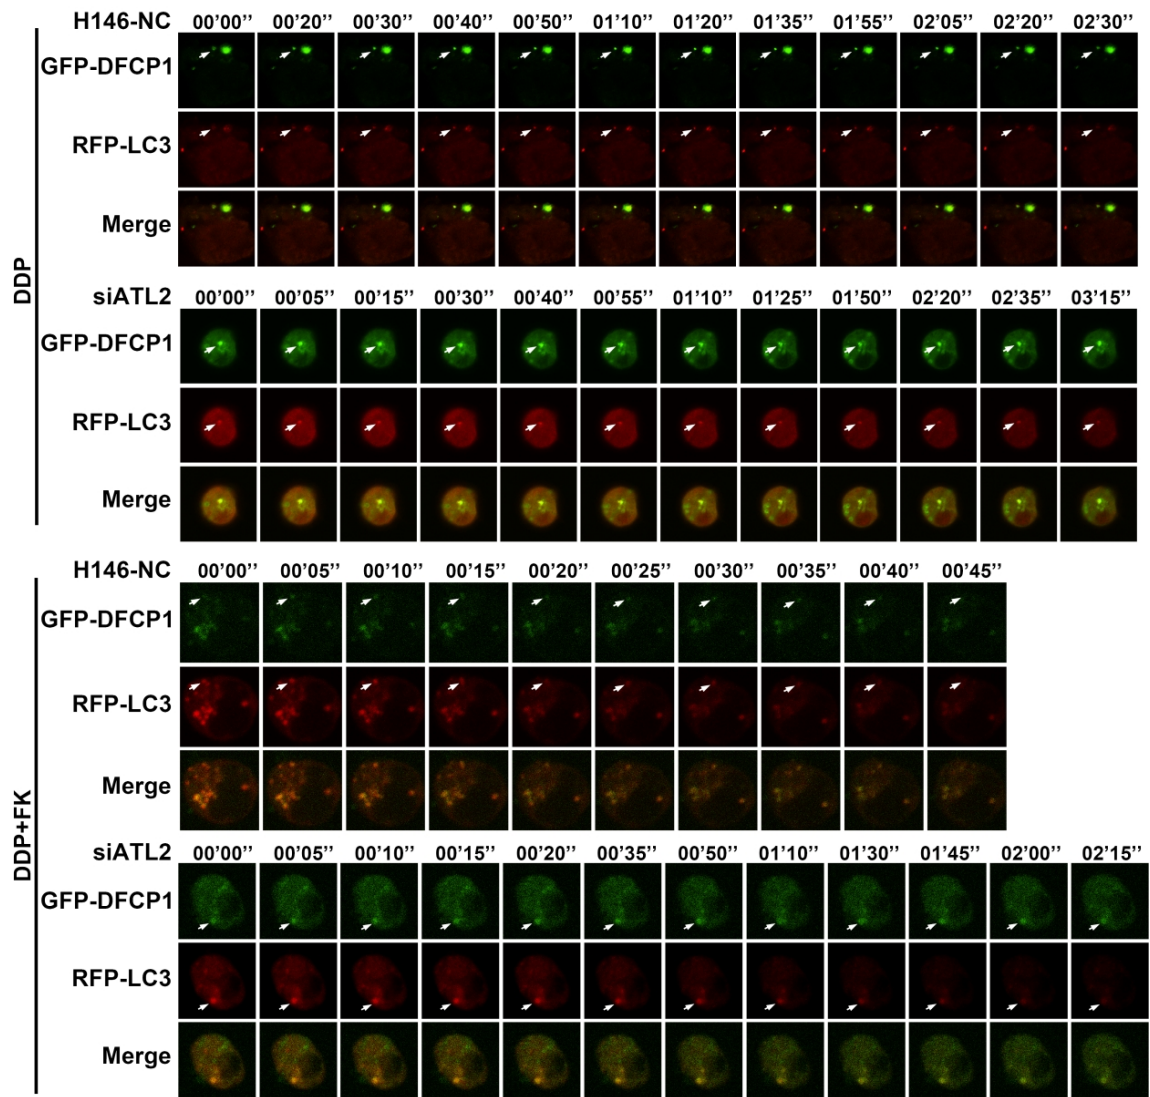 H146-NC 00’00’’ 00’20’’ 00’30’’ 00’40’’ 00’50’’ 01’10’’ 01’20’’ 01’35’’ 01’55’’ 02’05’’ 02’20’’ 02’30’’
GFP-DFCP1
RFP-LC3
Merge
DDP
siATL2 00’00’’ 00’05’’ 00’15’’ 00’30’’ 00’40’’ 00’55’’ 01’10’’ 01’25’’ 01’50’’ 02’20’’ 02’35’’ 03’15’’
GFP-DFCP1
RFP-LC3
Merge
H146-NC 00’00’’ 00’05’’ 00’10’’ 00’15’’ 00’20’’ 00’25’’ 00’30’’ 00’35’’ 00’40’’ 00’45’’
GFP-DFCP1
RFP-LC3
Merge
DDP+FK
siATL2 00’00’’ 00’05’’ 00’10’’ 00’15’’ 00’20’’ 00’35’’ 00’50’’ 01’10’’ 01’30’’ 01’45’’ 02’00’’ 02’15’’
GFP-DFCP1
RFP-LC3
Merge